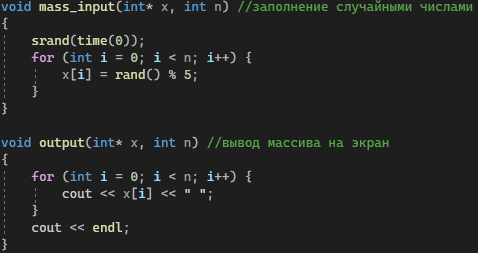 void mass_input(int* x, int n) //заполнение случайными числами
{
    srand(time(0));
    for (int i = 0; i < n; i++) {
        x[i] = rand() % 5;
    }
}

void output(int* x, int n) //вывод массива на экран
{
    for (int i = 0; i < n; i++) {
        cout << x[i] << " ";
    }
    cout << endl;
}